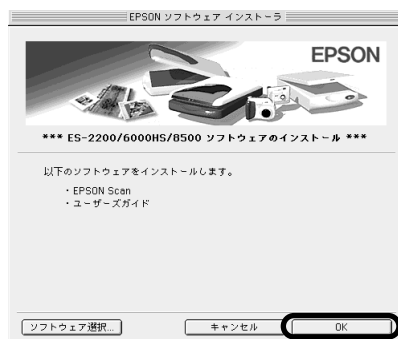 EPSON ソフトウェア インストーラ
EPSON
*** ES-2200/6000HS/8500 ソフトウェアのインストール ***
以下のソフトウェアをインストールします。
・EPSON Scan
・ユーザーズガイド
ソフトウェア選択...
キャンセル
OK